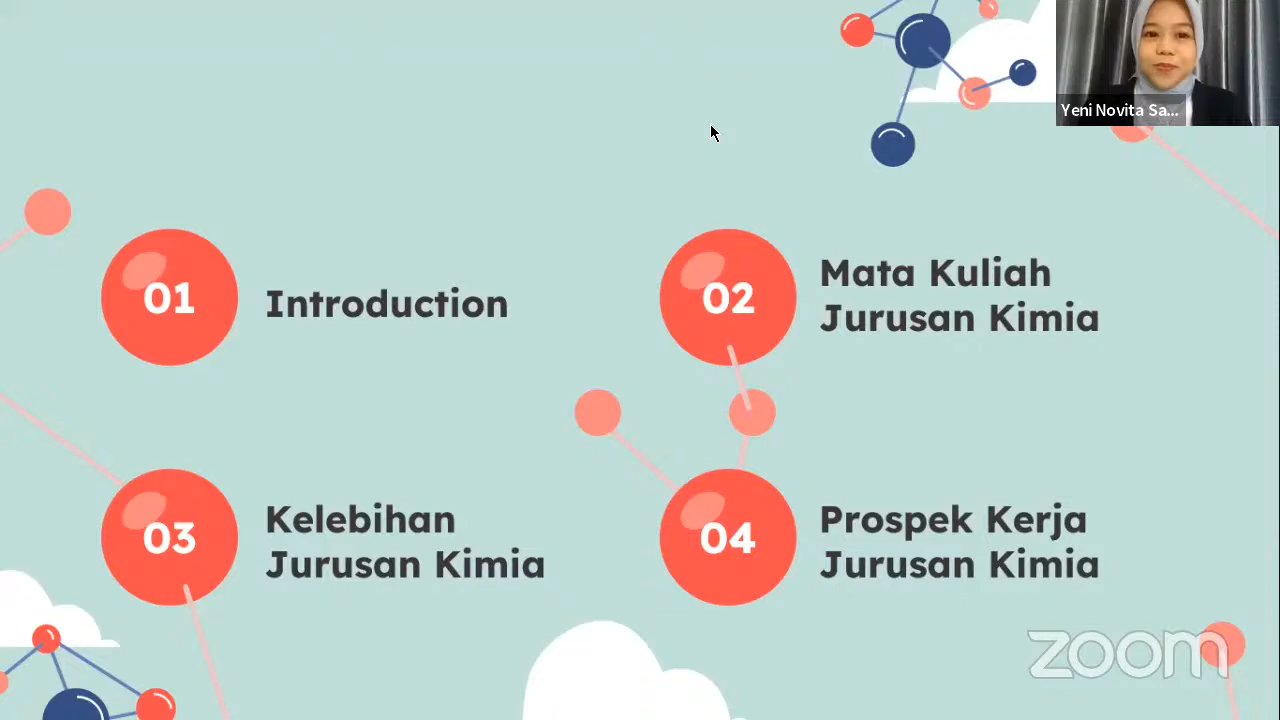 Yeni Novita Sa...
01
Introduction
02
Mata Kuliah
Jurusan Kimia
03
Kelebihan
Jurusan Kimia
04
Prospek Kerja
Jurusan Kimia
zoom